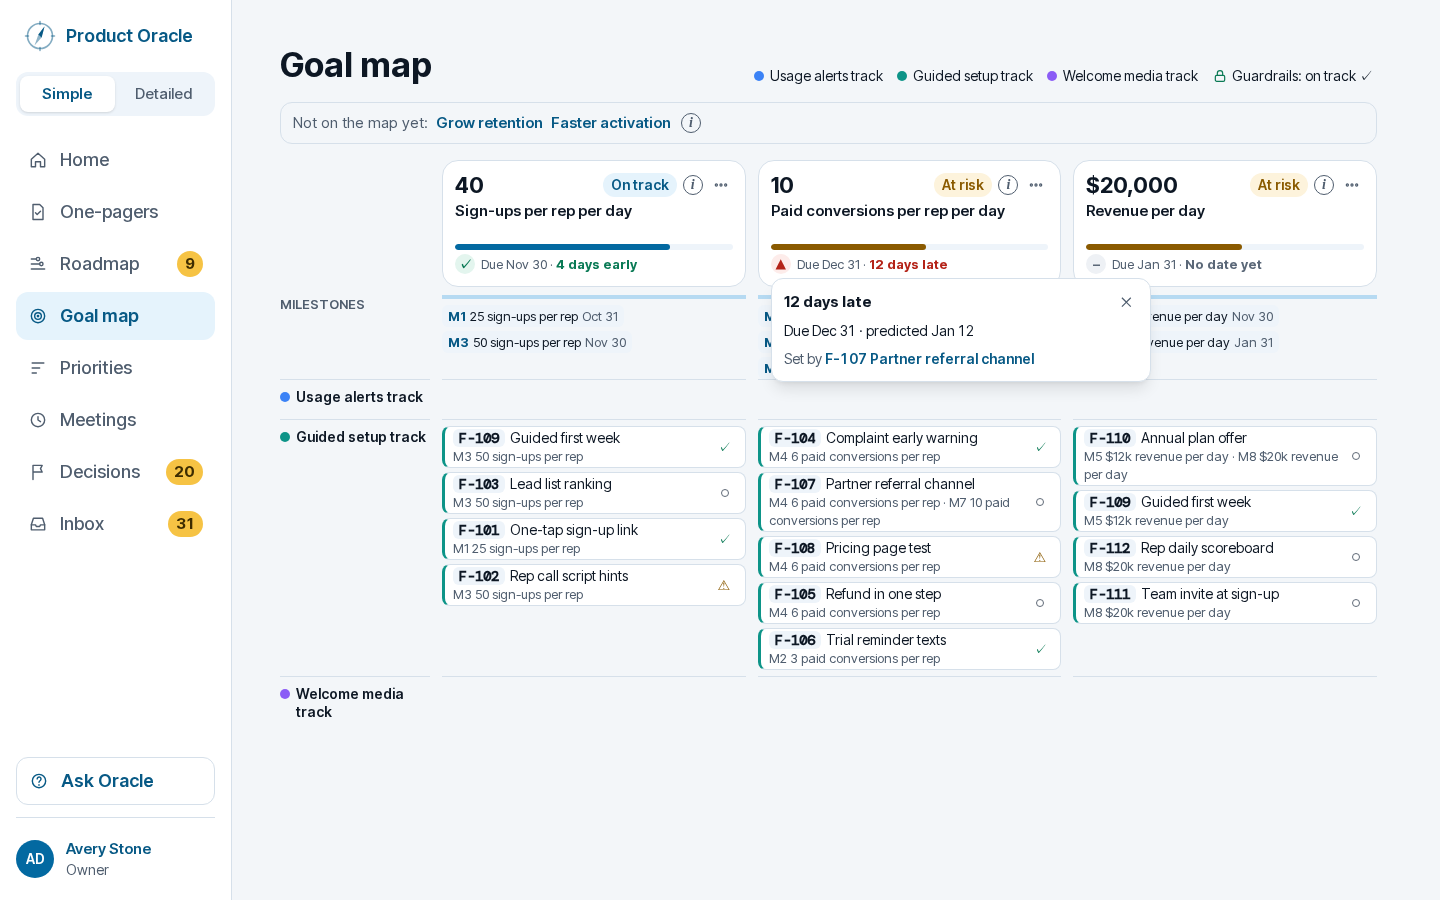 Product Oracle
Simple
Detailed
Home
One-pagers
Roadmap
9
Goal map
Priorities
Meetings
Decisions
20
Inbox
31
Ask Oracle
AD
Avery Stone
Owner
Goal map
Usage alerts track
Guided setup track
Welcome media track
Guardrails: on track ✓
Not on the map yet: Grow retention Faster activation i
40
On track
i
Sign-ups per rep per day
✓ Due Nov 30 · 4 days early
10
At risk
i
Paid conversions per rep per day
Due Dec 31 · 12 days late
$20,000
At risk
i
Revenue per day
– Due Jan 31 · No date yet
12 days late
Due Dec 31 · predicted Jan 12
Set by F-107 Partner referral channel
MILESTONES
M1 25 sign-ups per rep Oct 31
M3 50 sign-ups per rep Nov 30
per day Nov 30
per day Jan 31
Usage alerts track
Guided setup track
F-109 Guided first week
M3 50 sign-ups per rep
✓
F-103 Lead list ranking
M3 50 sign-ups per rep
F-101 One-tap sign-up link
M1 25 sign-ups per rep
✓
F-102 Rep call script hints
M3 50 sign-ups per rep
⚠
F-104 Complaint early warning
M4 6 paid conversions per rep
✓
F-107 Partner referral channel
M4 6 paid conversions per rep · M7 10 paid
conversions per rep
F-108 Pricing page test
M4 6 paid conversions per rep
⚠
F-105 Refund in one step
M4 6 paid conversions per rep
F-106 Trial reminder texts
M2 3 paid conversions per rep
✓
F-110 Annual plan offer
M5 $12k revenue per day · M8 $20k revenue
per day
F-109 Guided first week
M5 $12k revenue per day
✓
F-112 Rep daily scoreboard
M8 $20k revenue per day
F-111 Team invite at sign-up
M8 $20k revenue per day
Welcome media
track